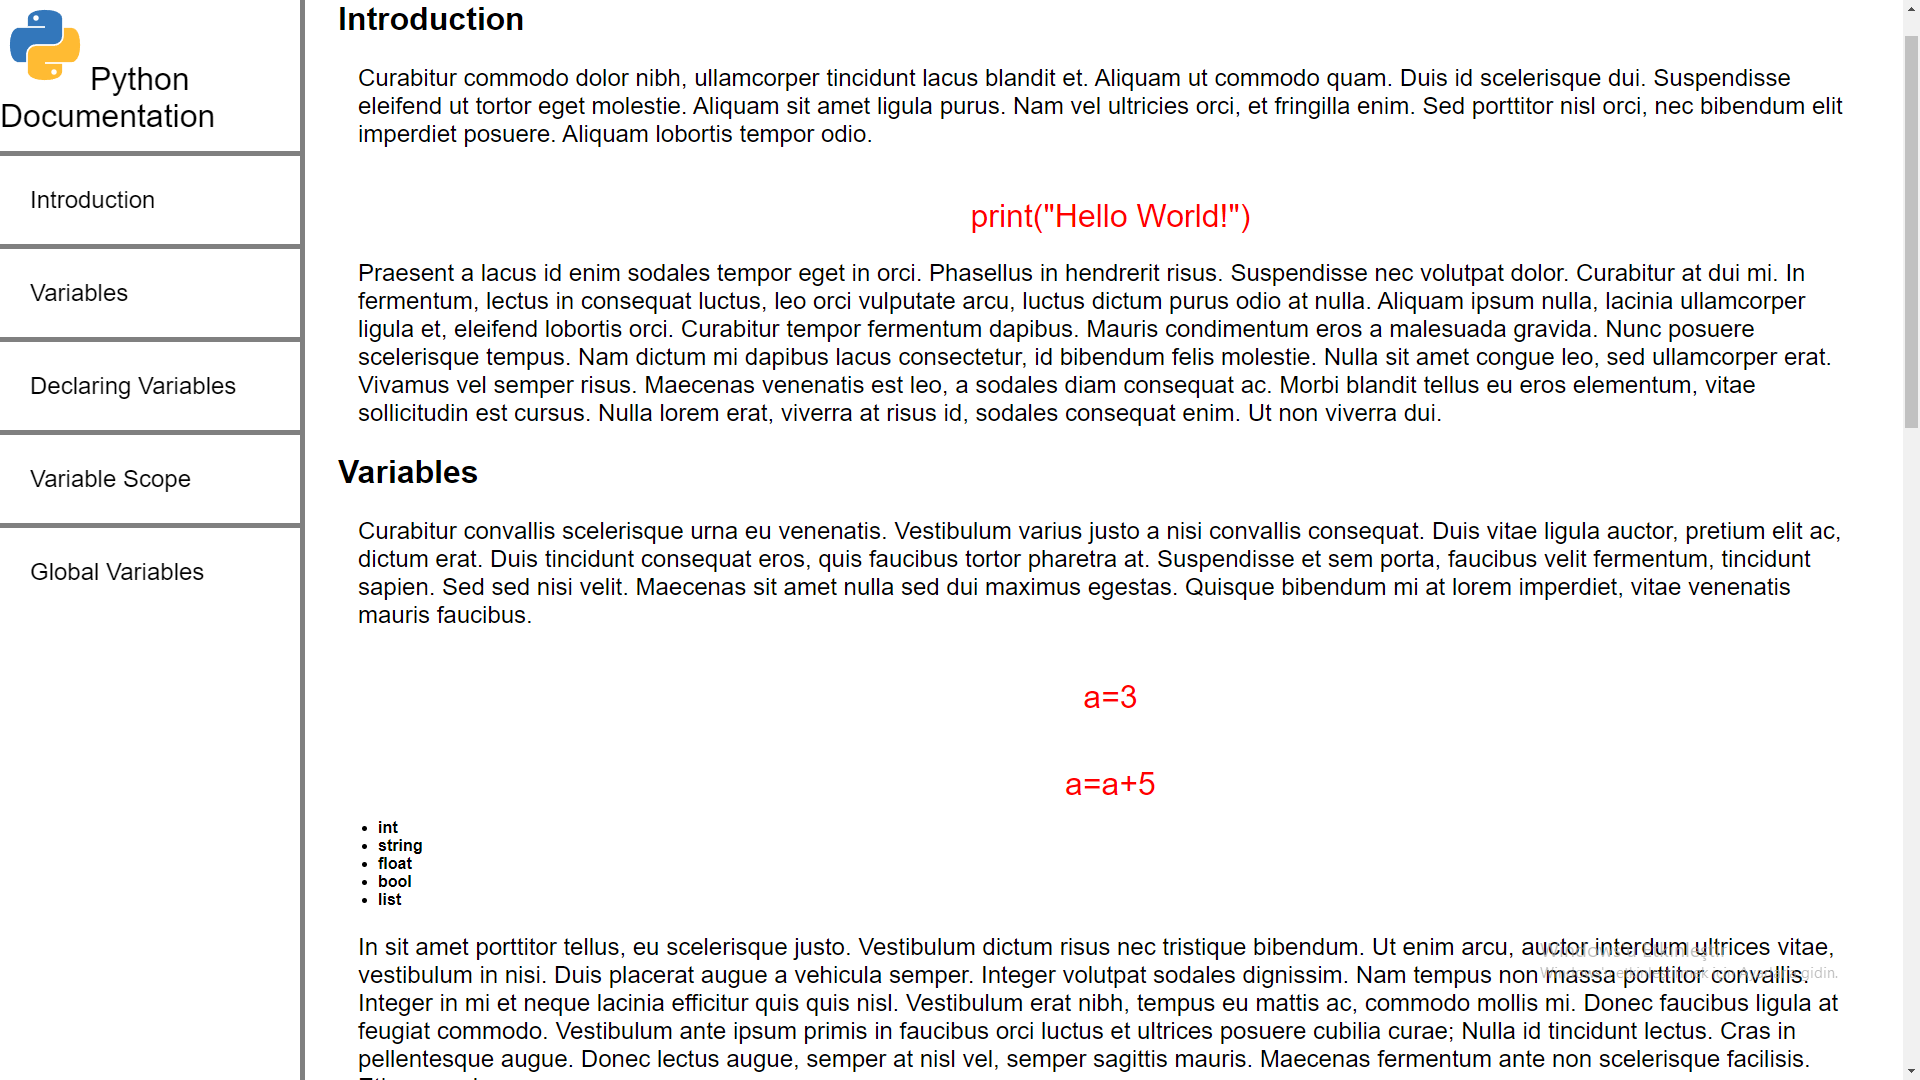 Python
Documentation
Introduction
Variables
Declaring Variables
Variable Scope
Global Variables
Introduction
Curabitur commodo dolor nibh, ullamcorper tincidunt lacus blandit et. Aliquam ut commodo quam. Duis id scelerisque dui. Suspendisse
eleifend ut tortor eget molestie. Aliquam sit amet ligula purus. Nam vel ultricies orci, et fringilla enim. Sed porttitor nisl orci, nec bibendum elit
imperdiet posuere. Aliquam lobortis tempor odio.
print("Hello World!")
Praesent a lacus id enim sodales tempor eget in orci. Phasellus in hendrerit risus. Suspendisse nec volutpat dolor. Curabitur at dui mi. In
fermentum, lectus in consequat luctus, leo orci vulputate arcu, luctus dictum purus odio at nulla. Aliquam ipsum nulla, lacinia ullamcorper
ligula et, eleifend lobortis orci. Curabitur tempor fermentum dapibus. Mauris condimentum eros a malesuada gravida. Nunc posuere
scelerisque tempus. Nam dictum mi dapibus lacus consectetur, id bibendum felis molestie. Nulla sit amet congue leo, sed ullamcorper erat.
Vivamus vel semper risus. Maecenas venenatis est leo, a sodales diam consequat ac. Morbi blandit tellus eu eros elementum, vitae
sollicitudin est cursus. Nulla lorem erat, viverra at risus id, sodales consequat enim. Ut non viverra dui.
Variables
Curabitur convallis scelerisque urna eu venenatis. Vestibulum varius justo a nisi convallis consequat. Duis vitae ligula auctor, pretium elit ac,
dictum erat. Duis tincidunt consequat eros, quis faucibus tortor pharetra at. Suspendisse et sem porta, faucibus velit fermentum, tincidunt
sapien. Sed sed nisi velit. Maecenas sit amet nulla sed dui maximus egestas. Quisque bibendum mi at lorem imperdiet, vitae venenatis
mauris faucibus.
a=3
a=a+5
• int
• string
• float
• bool
• list
In sit amet porttitor tellus, eu scelerisque justo. Vestibulum dictum risus nec tristique bibendum. Ut enim arcu, auctor interdum ultrices vitae,
vestibulum in nisi. Duis placerat augue a vehicula semper. Integer volutpat sodales dignissim. Nam tempus non massa porttitor convallis.
Integer in mi et neque lacinia efficitur quis quis nisl. Vestibulum erat nibh, tempus eu mattis ac, commodo mollis mi. Donec faucibus ligula at
feugiat commodo. Vestibulum ante ipsum primis in faucibus orci luctus et ultrices posuere cubilia curae; Nulla id tincidunt lectus. Cras in
pellentesque augue. Donec lectus augue, semper at nisl vel, semper sagittis mauris. Maecenas fermentum ante non scelerisque facilisis.
gidin.